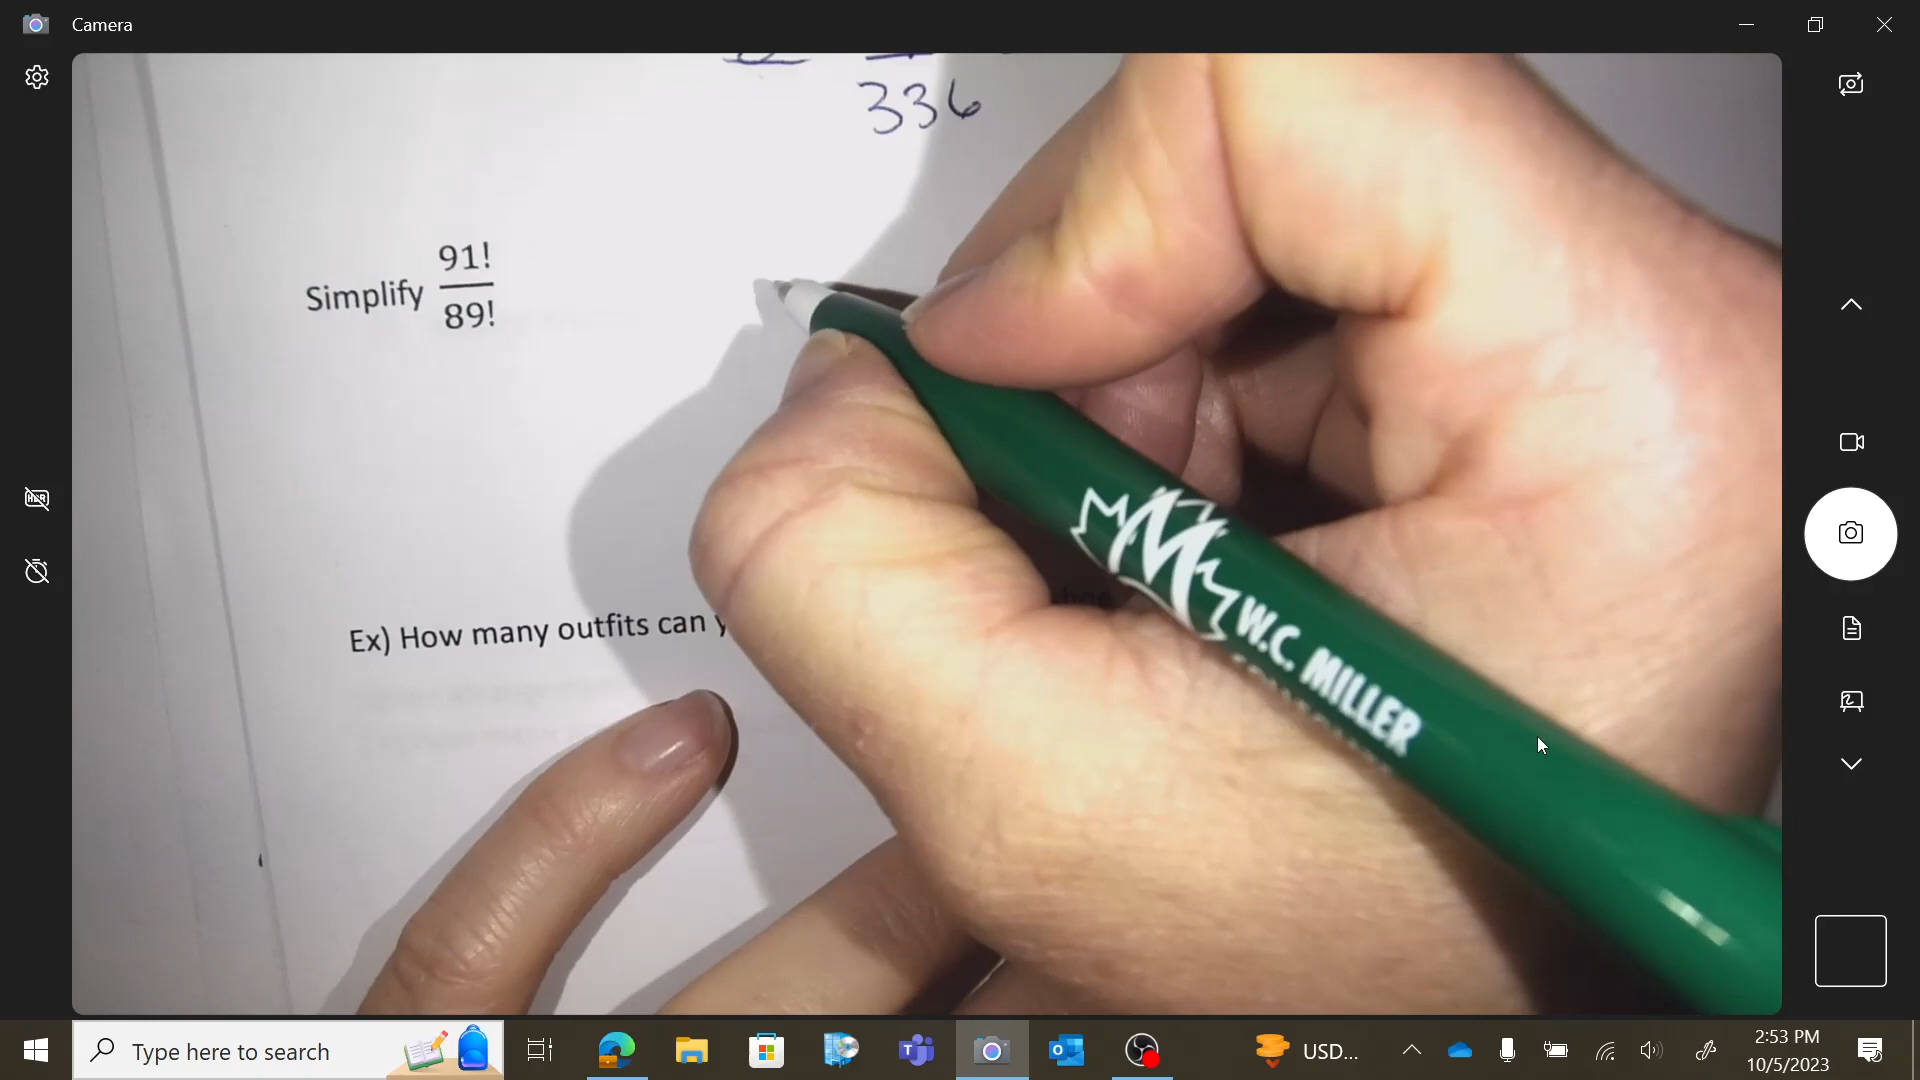 Camera
336
Simplify 91!
89!
Ex) How many outfits can
W.C. MILLER
Type here to search
USD...
2:53 PM
10/5/2023